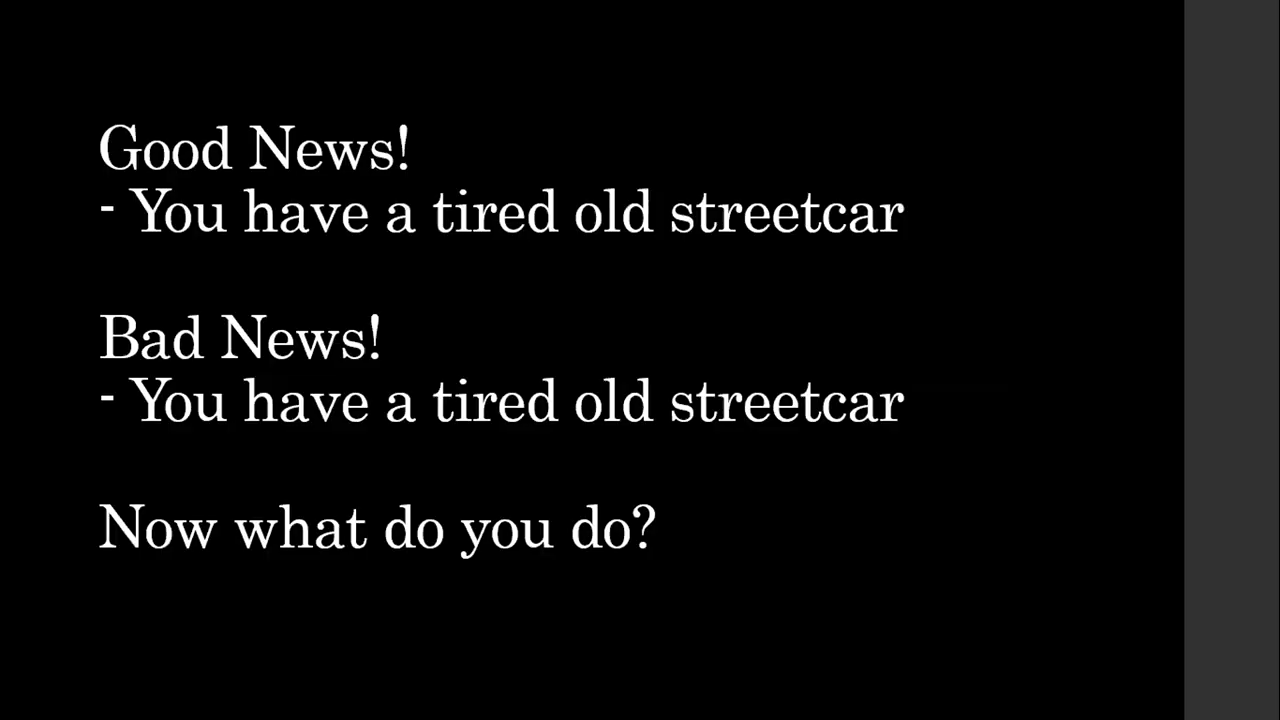 Good News!
- You have a tired old streetcar
Bad News!
- You have a tired old streetcar
Now what do you do?